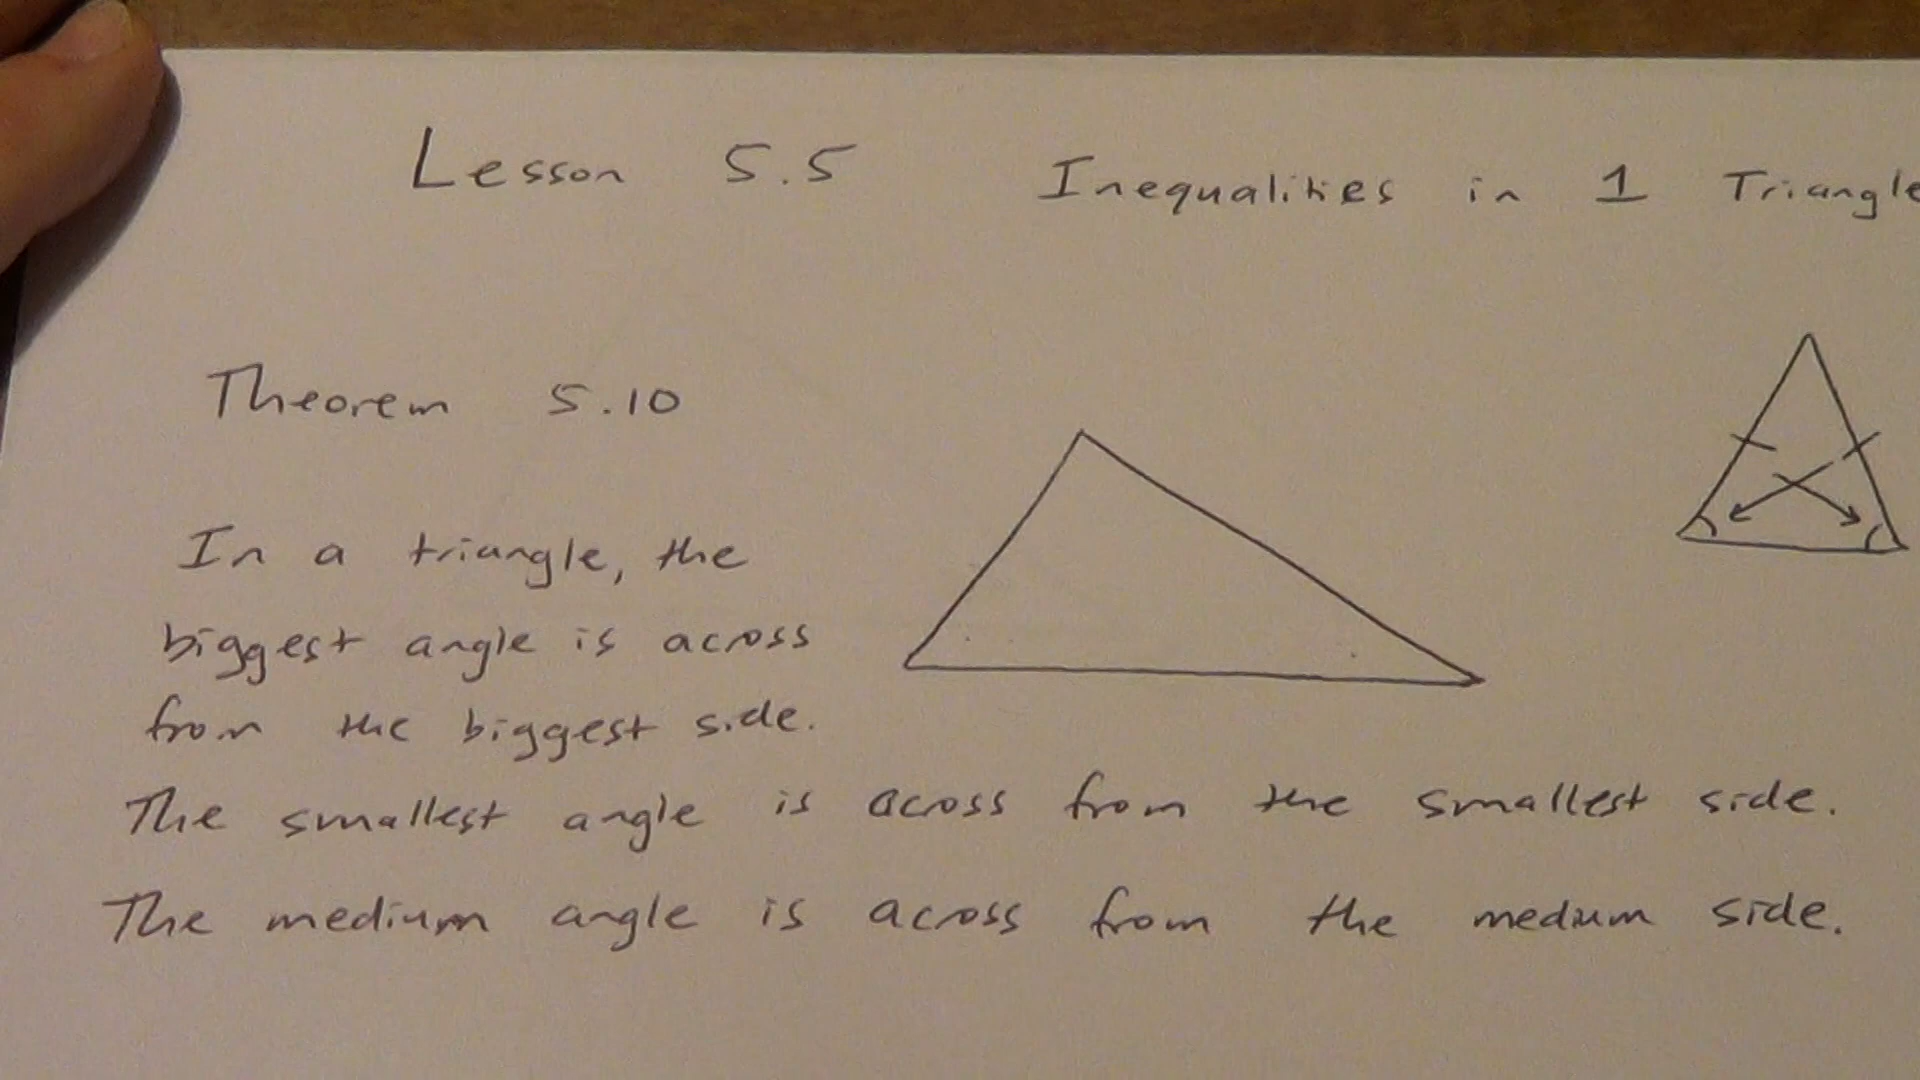 Lesson 5.5 Inequalities in 1 Triangle
Theorem 5.10
In a triangle, the
biggest angle is across
from the biggest side.
The smallest angle is across from the smallest side.
The medium angle is across from the medium side.